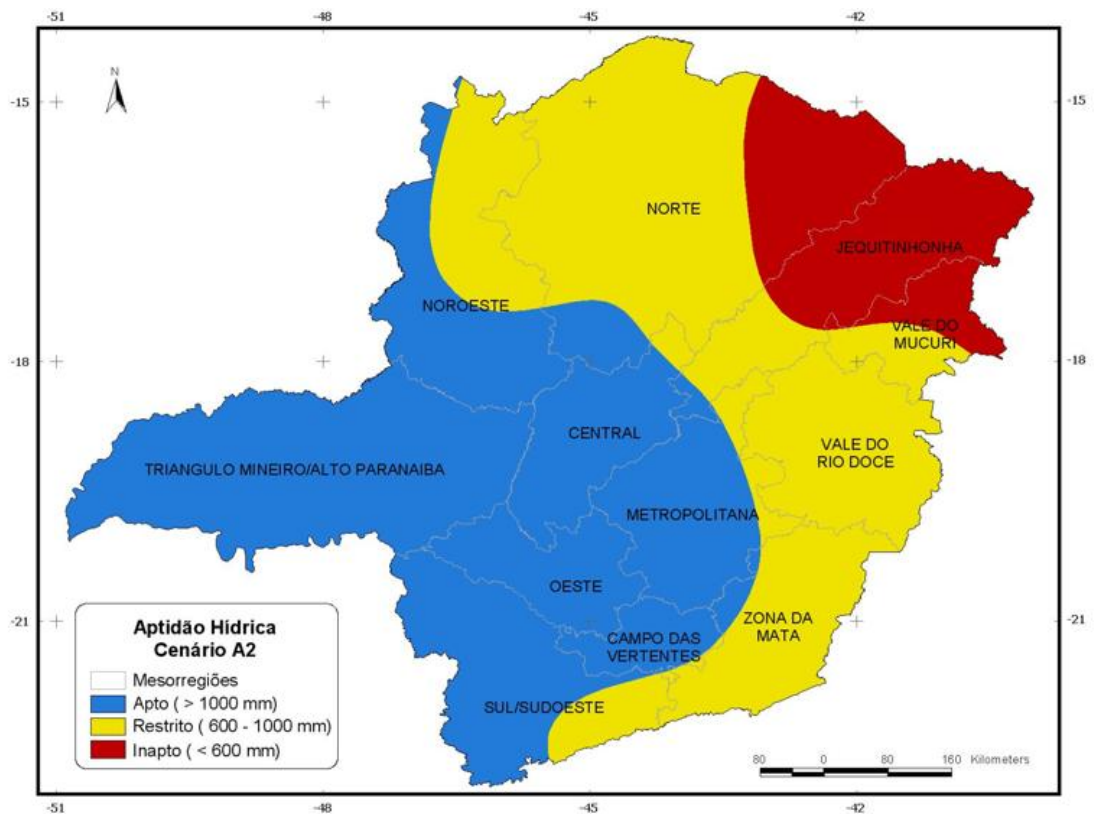 -51
-45
-42
-15
-15
N
NORTE
JEQUITINHONHA
NOROESTE
VALE DO
MUCURI
-18
-18
CENTRAL
VALE DO
RIO DOCE
TRIANGULO MINEIRO/ALTO PARANAIBA
METROPOLITANA
OESTE
ZONA DA
MATA
-21
-21
CAMPO DAS
VERTENTES
SUL/SUDOESTE
Aptidão Hídrica
Cenário A2
Mesorregiões
Apto ( > 1000 mm)
Restrito ( 600 - 1000 mm)
Inapto ( < 600 mm)
80 0 80 160 Kilometers
-51
-48
-45
-42